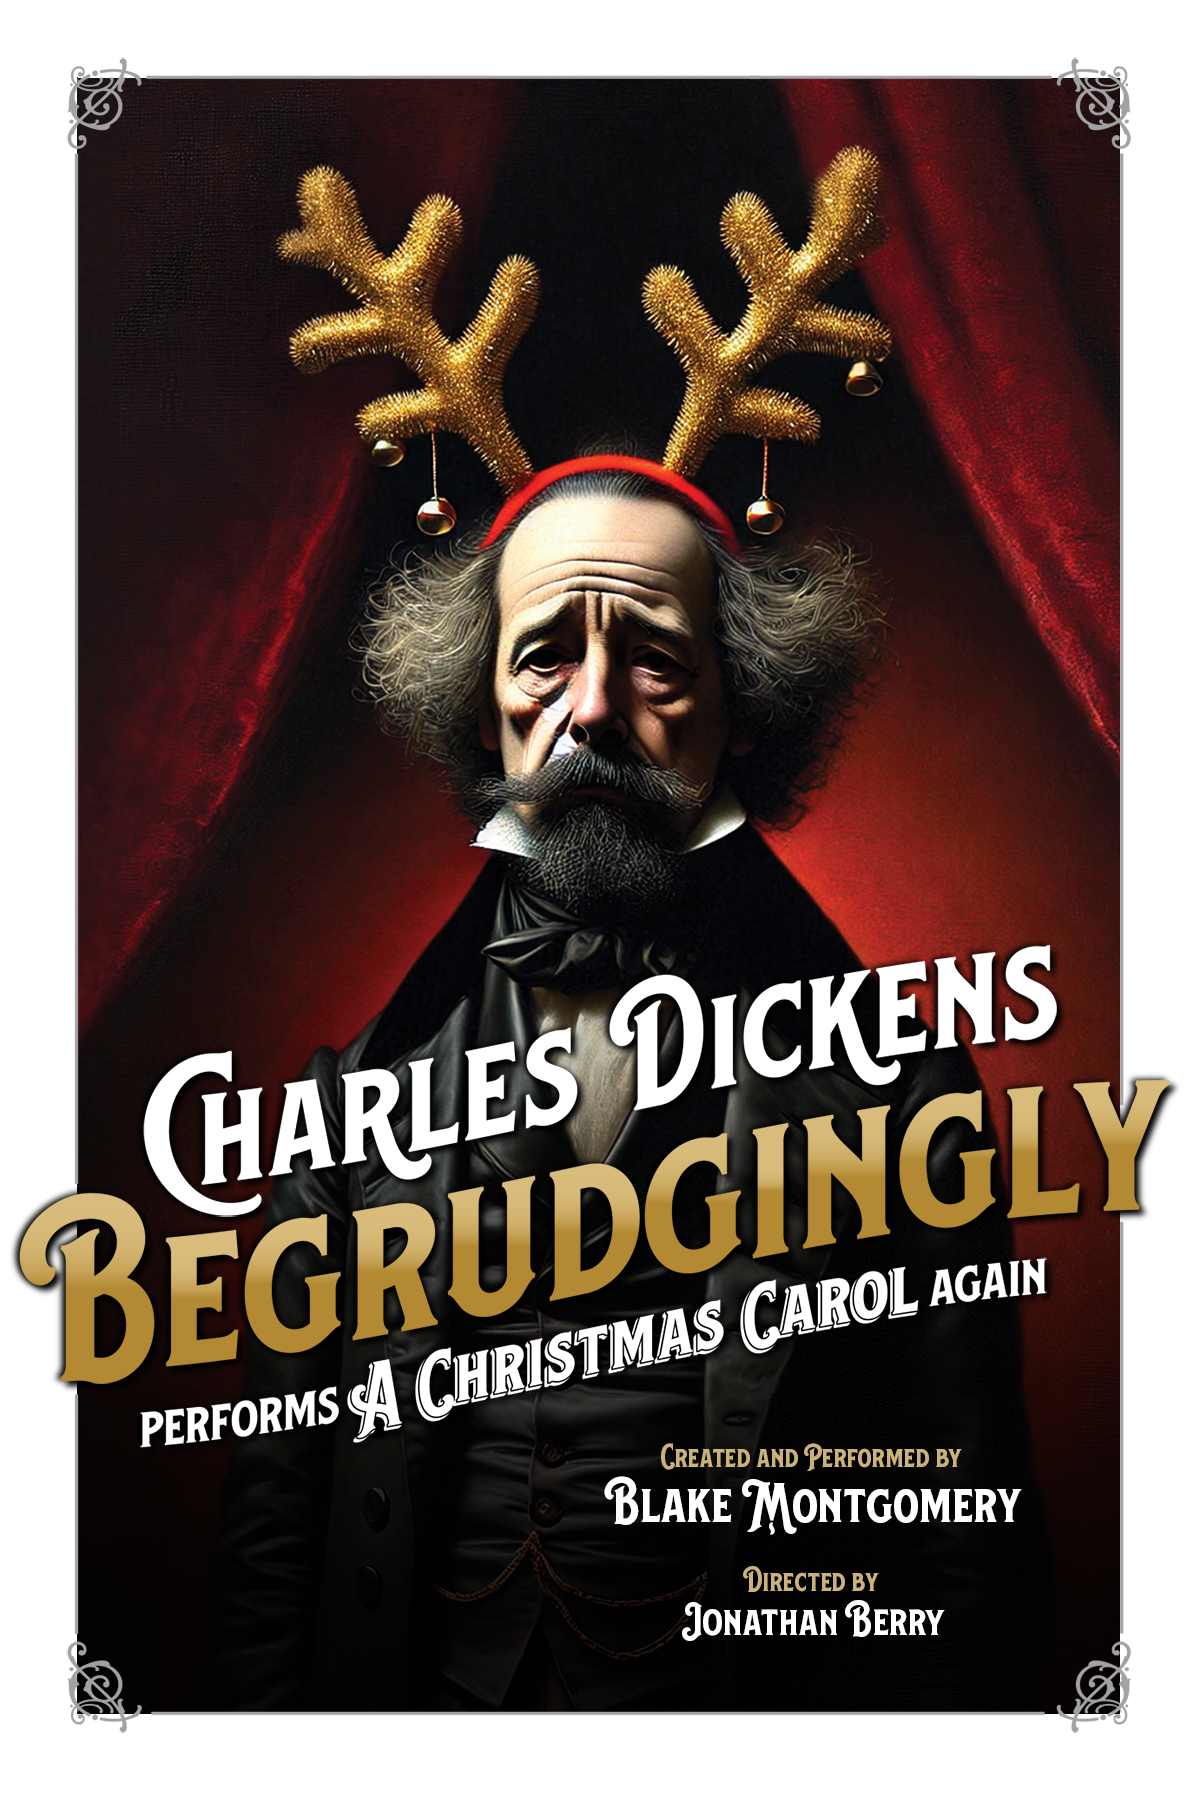 Charles Dickens
Begrudgingly
performs A Christmas Carol again
Created and Performed by
Blake Montgomery
Directed by
Jonathan Berry